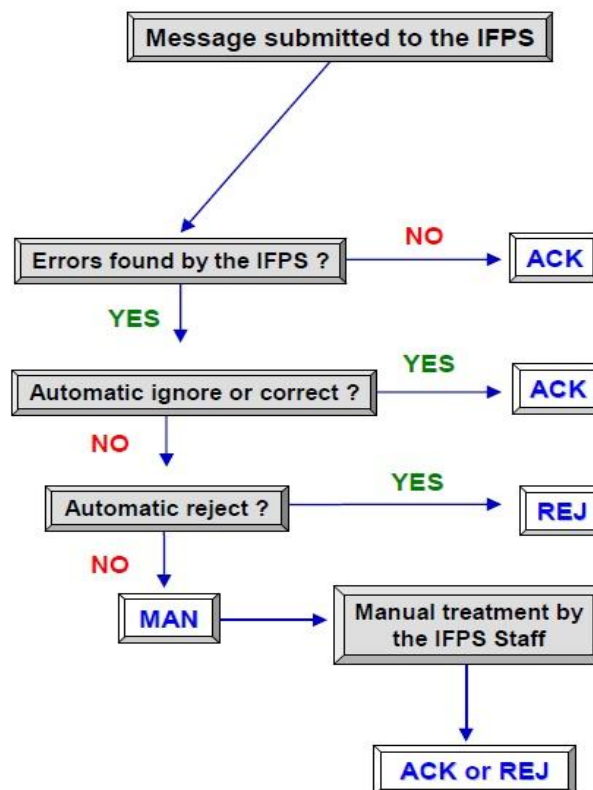 Message submitted to the IFPS
NO
Errors found by the IFPS ?
ACK
YES
YES
Automatic ignore or correct ?
ACK
NO
YES
Automatic reject ?
REJ
NO
MAN
Manual treatment by
the IFPS Staff
ACK or REJ